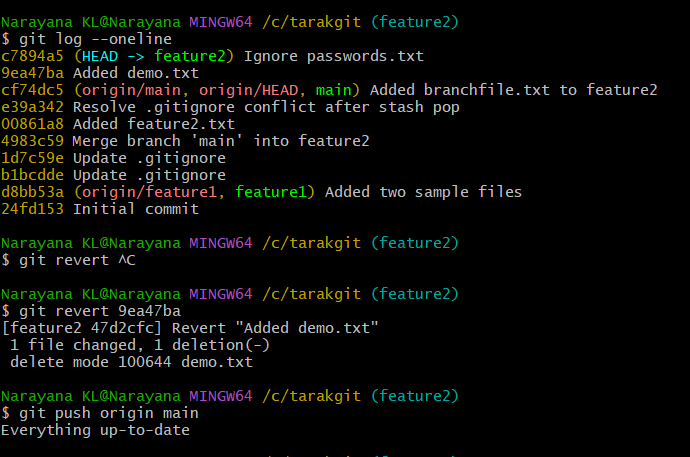 Narayana KL@Narayana MINGW64 /c/tarakgit (feature2)
$ git log --oneline
c7894a5 (HEAD -> feature2) Ignore passwords.txt
9ea47ba Added demo.txt
cf74dc5 (origin/main, origin/HEAD, main) Added branchfile.txt to feature2
e39a342 Resolve .gitignore conflict after stash pop
00861a8 Added feature2.txt
4983c59 Merge branch 'main' into feature2
1d7c59e Update .gitignore
b1bcdde Update .gitignore
d8bb53a (origin/feature1, feature1) Added two sample files
24fd153 Initial commit
Narayana KL@Narayana MINGW64 /c/tarakgit (feature2)
$ git revert ^C
Narayana KL@Narayana MINGW64 /c/tarakgit (feature2)
$ git revert 9ea47ba
[feature2 47d2cfc] Revert "Added demo.txt"
1 file changed, 1 deletion(-)
delete mode 100644 demo.txt
Narayana KL@Narayana MINGW64 /c/tarakgit (feature2)
$ git push origin main
Everything up-to-date